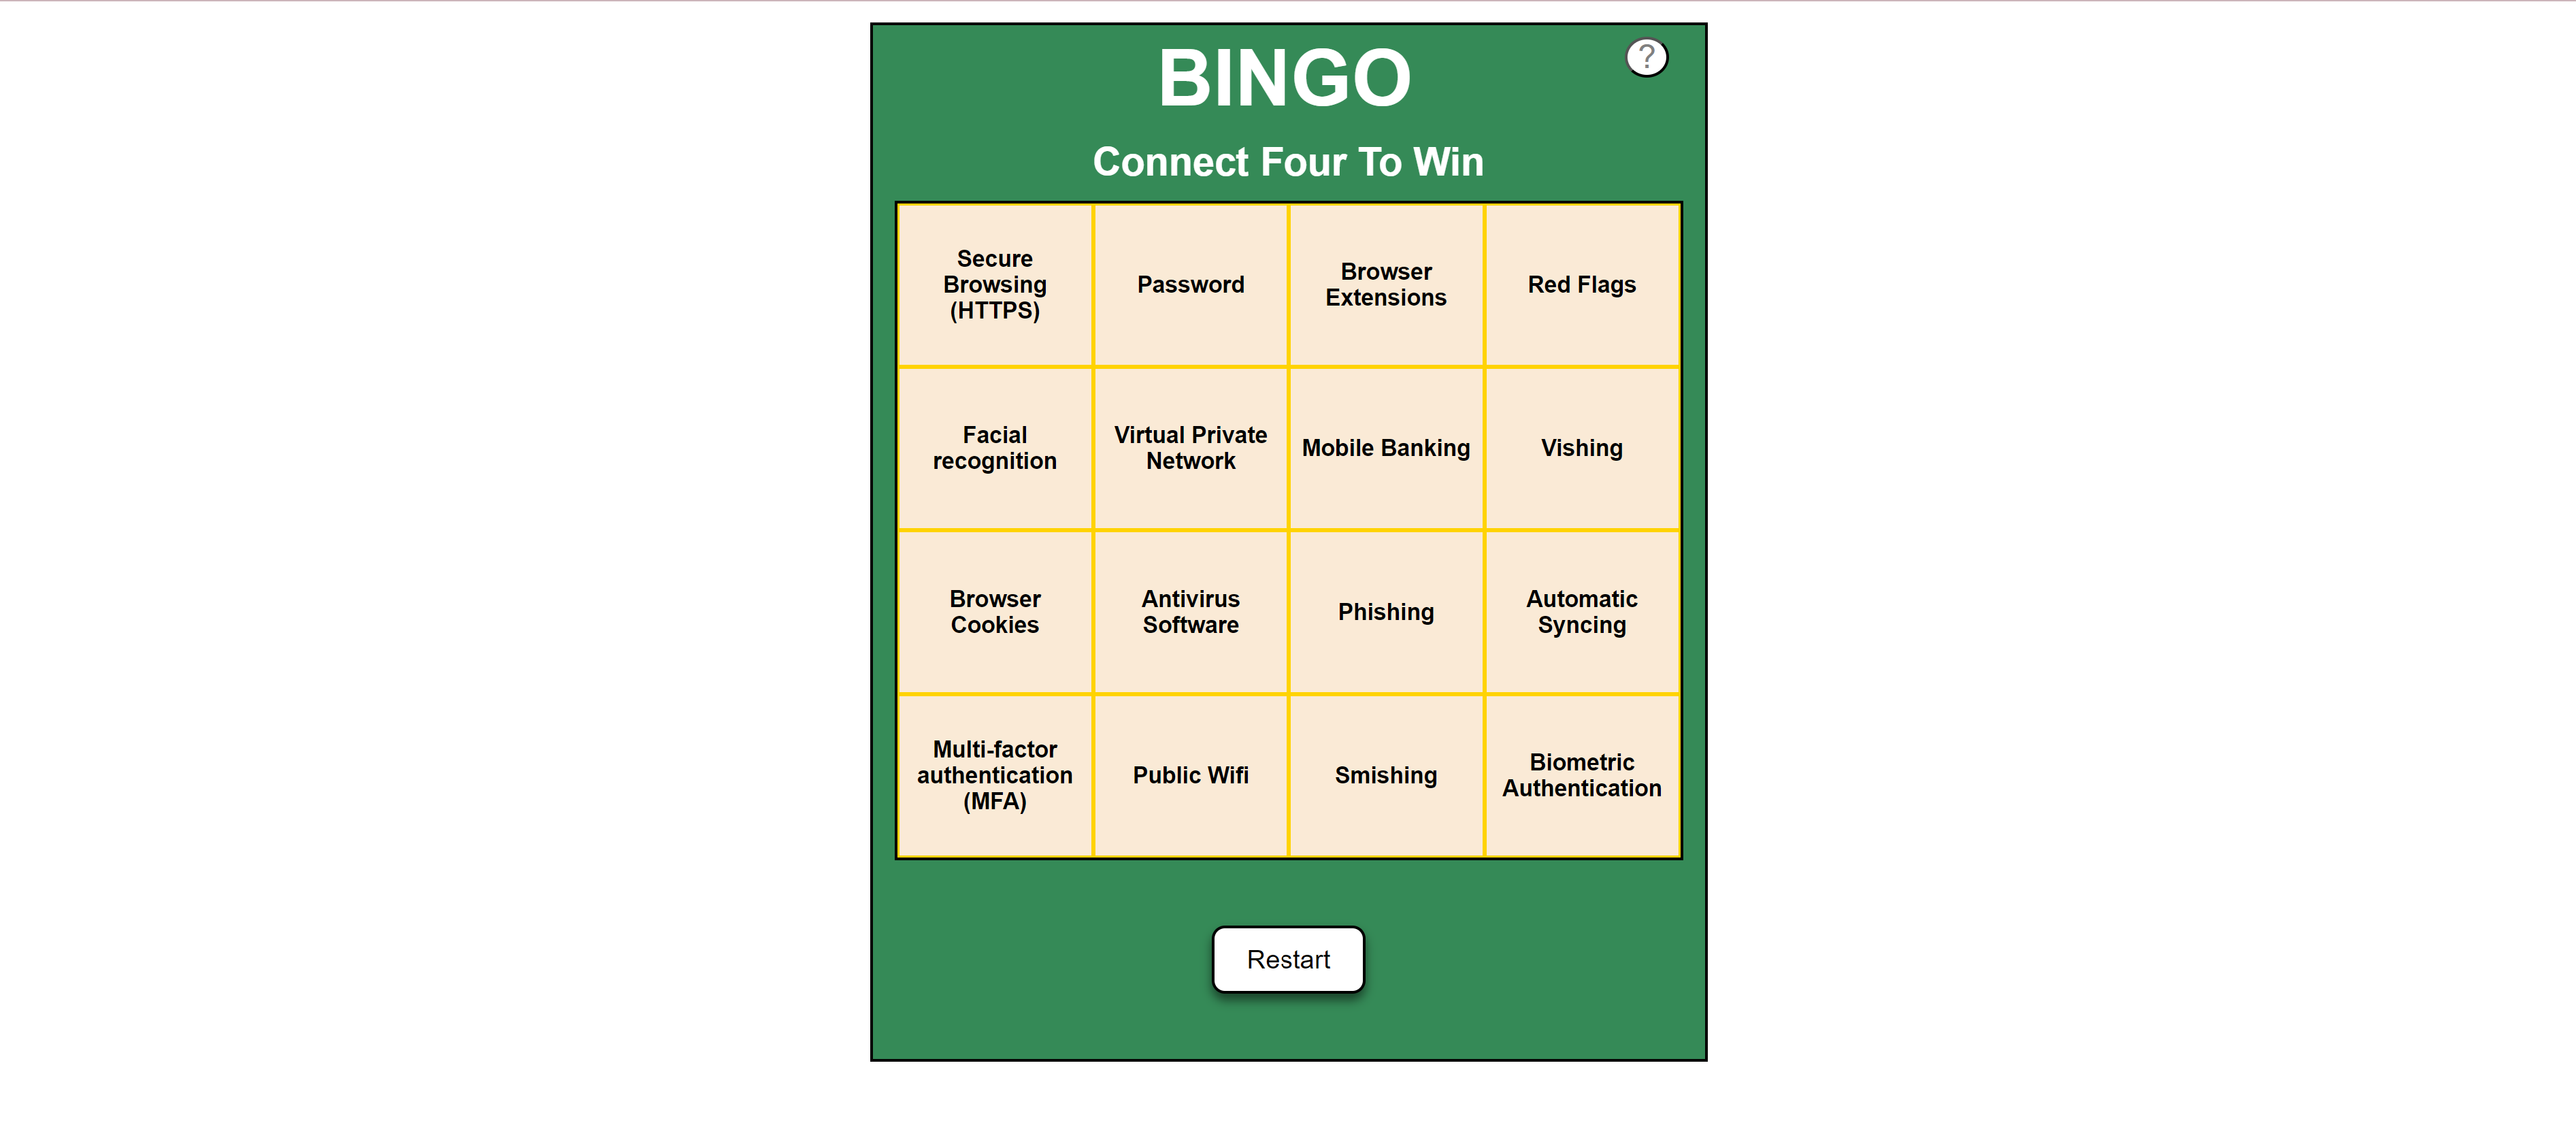 BINGO
?
Connect Four To Win
Secure
Browsing
(HTTPS)
Password
Browser
Extensions
Red Flags
Facial
recognition
Virtual Private
Network
Mobile Banking
Vishing
Browser
Cookies
Antivirus
Software
Phishing
Automatic
Syncing
Multi-factor
authentication
(MFA)
Public Wifi
Smishing
Biometric
Authentication
Restart